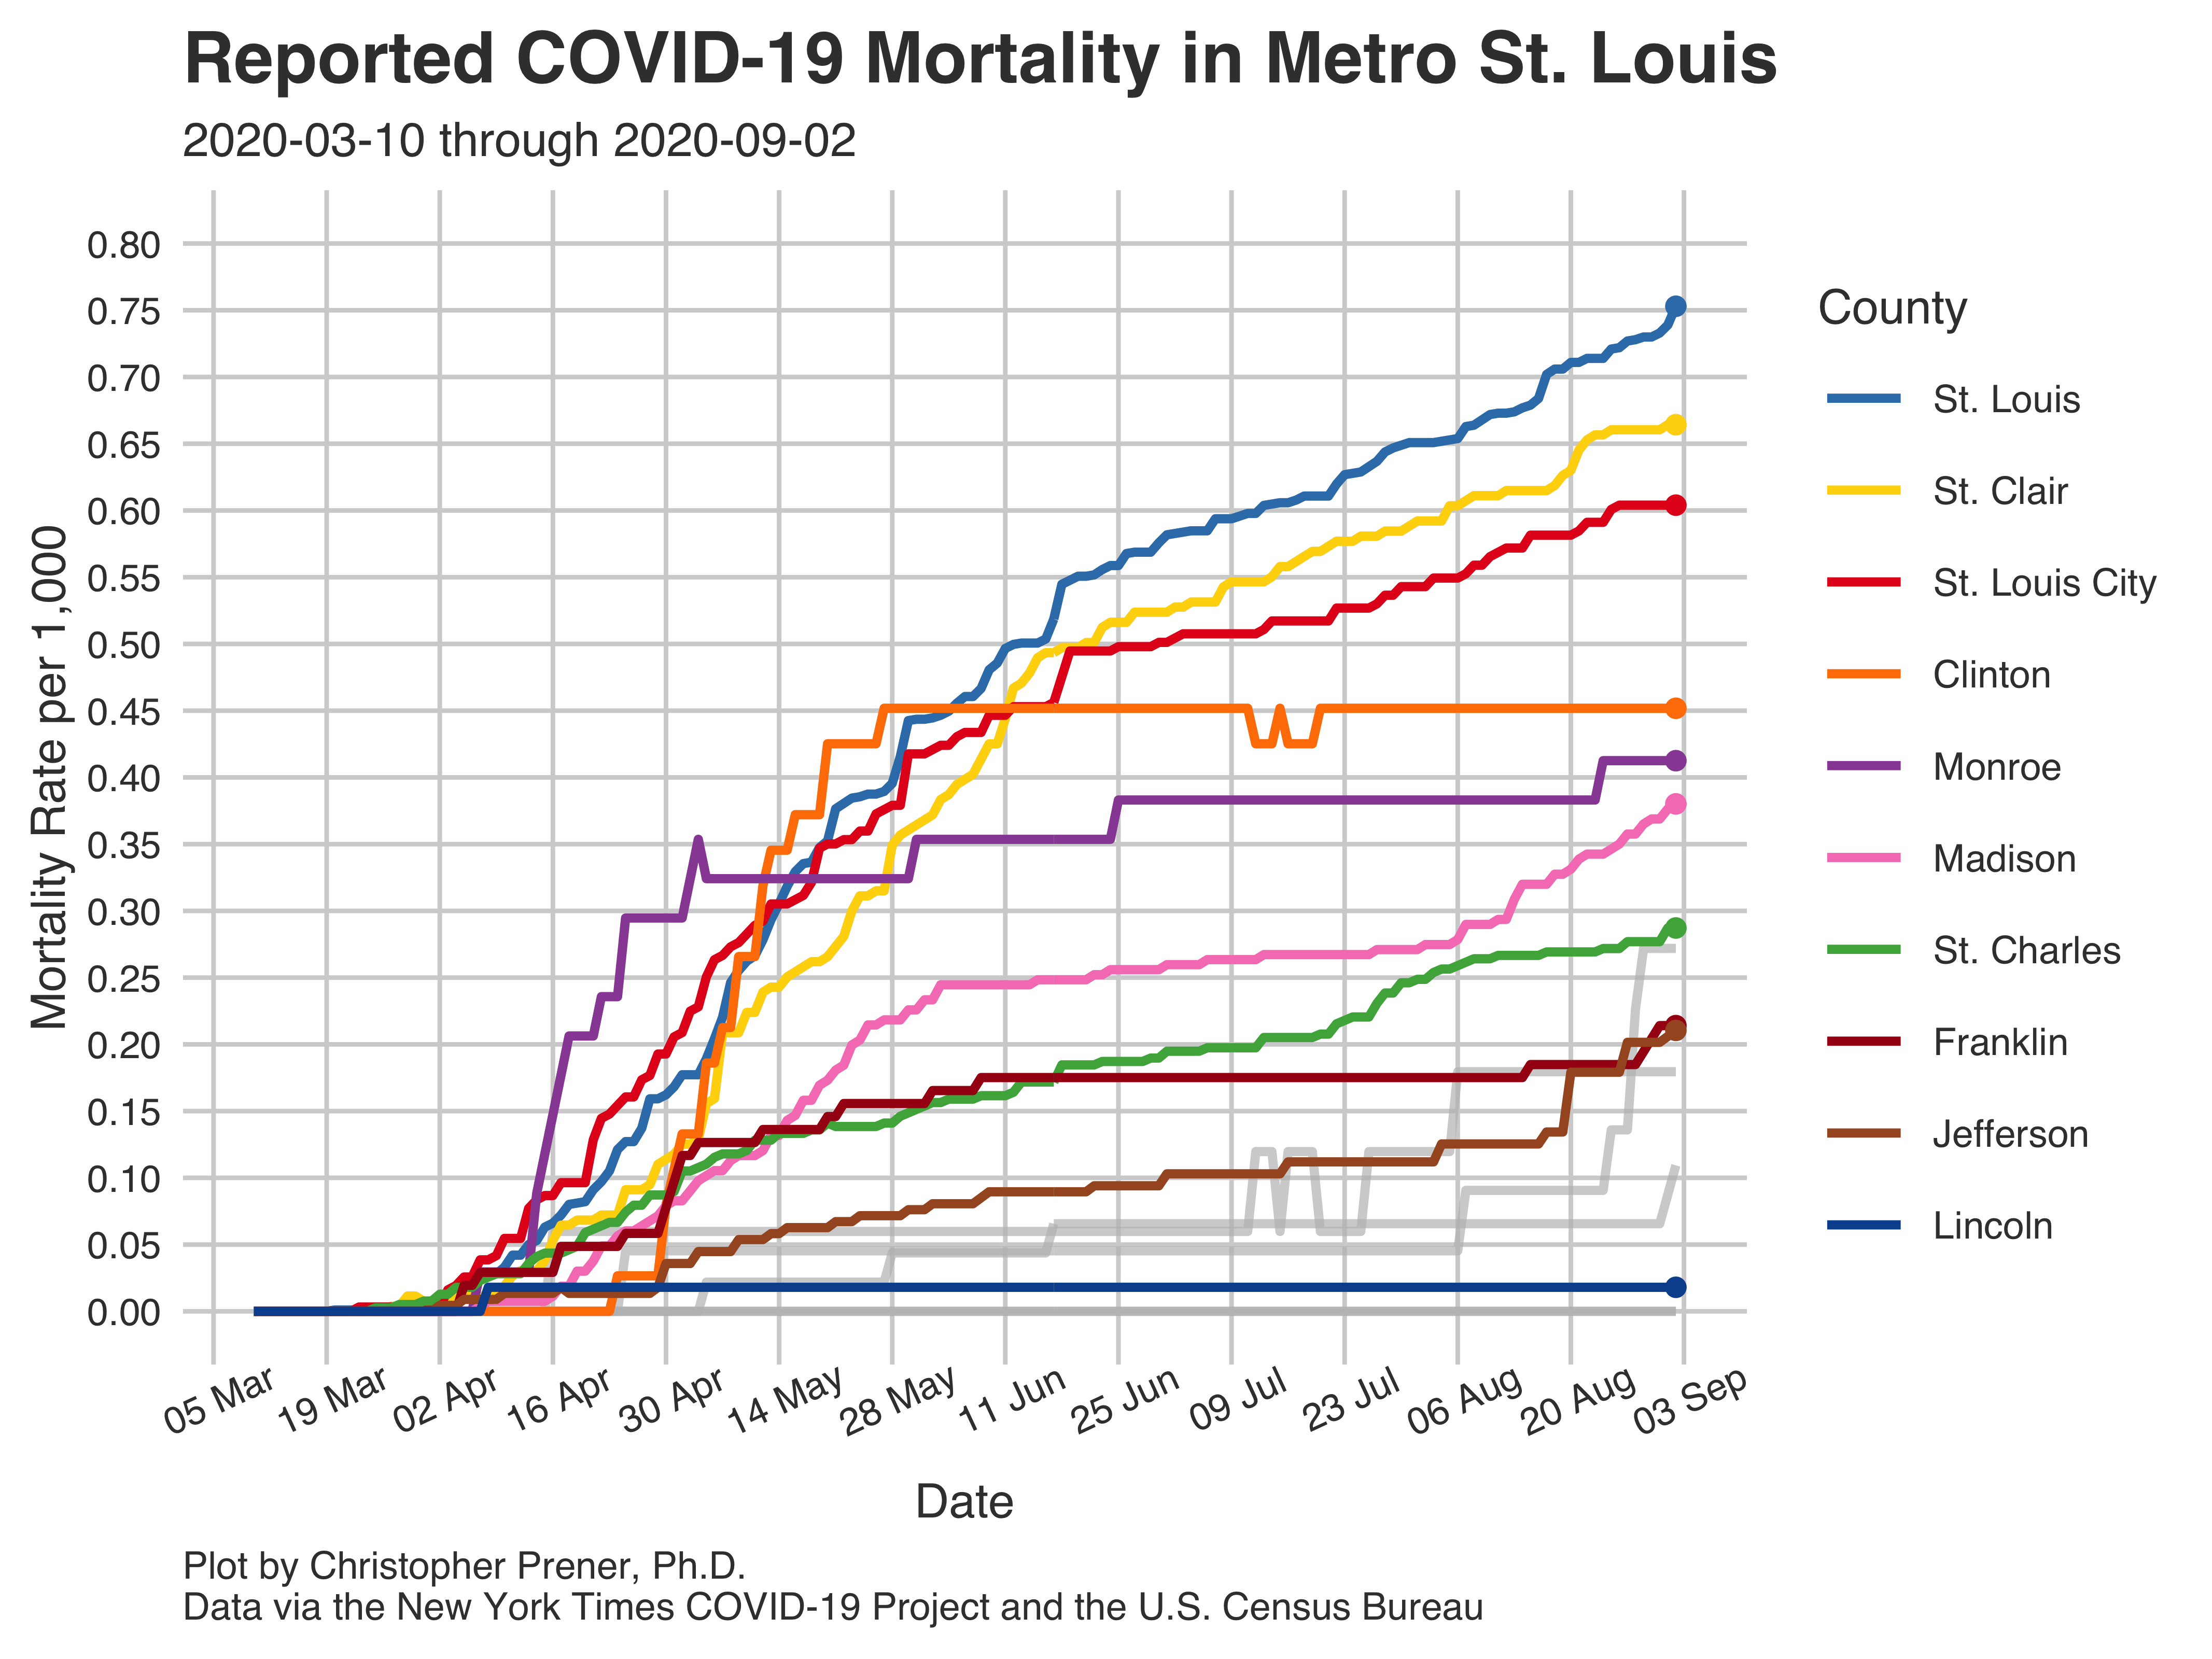 Reported COVID-19 Mortality in Metro St. Louis
2020-03-10 through 2020-09-02
Mortality Rate per 1,000
0.80
0.75
0.70
0.65
0.60
0.55
0.50
0.45
0.40
0.35
0.30
0.25
0.20
0.15
0.10
0.05
0.00
05 Mar
19 Mar
02 Apr
16 Apr
30 Apr
14 May
28 May
11 Jun
25 Jun
09 Jul
23 Jul
06 Aug
20 Aug
03 Sep
Date
County
St. Louis
St. Clair
St. Louis City
Clinton
Monroe
Madison
St. Charles
Franklin
Jefferson
Lincoln
Plot by Christopher Prener, Ph.D.
Data via the New York Times COVID-19 Project and the U.S. Census Bureau